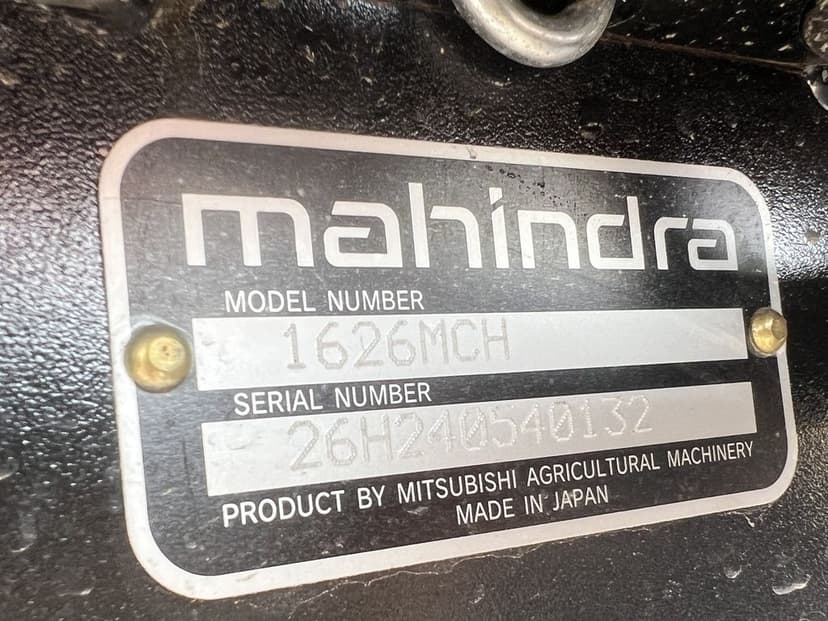 mahindra
MODEL NUMBER
1626MCH
SERIAL NUMBER
26H240540132
PRODUCT BY MITSUBISHI AGRICULTURAL MACHINERY
MADE IN JAPAN